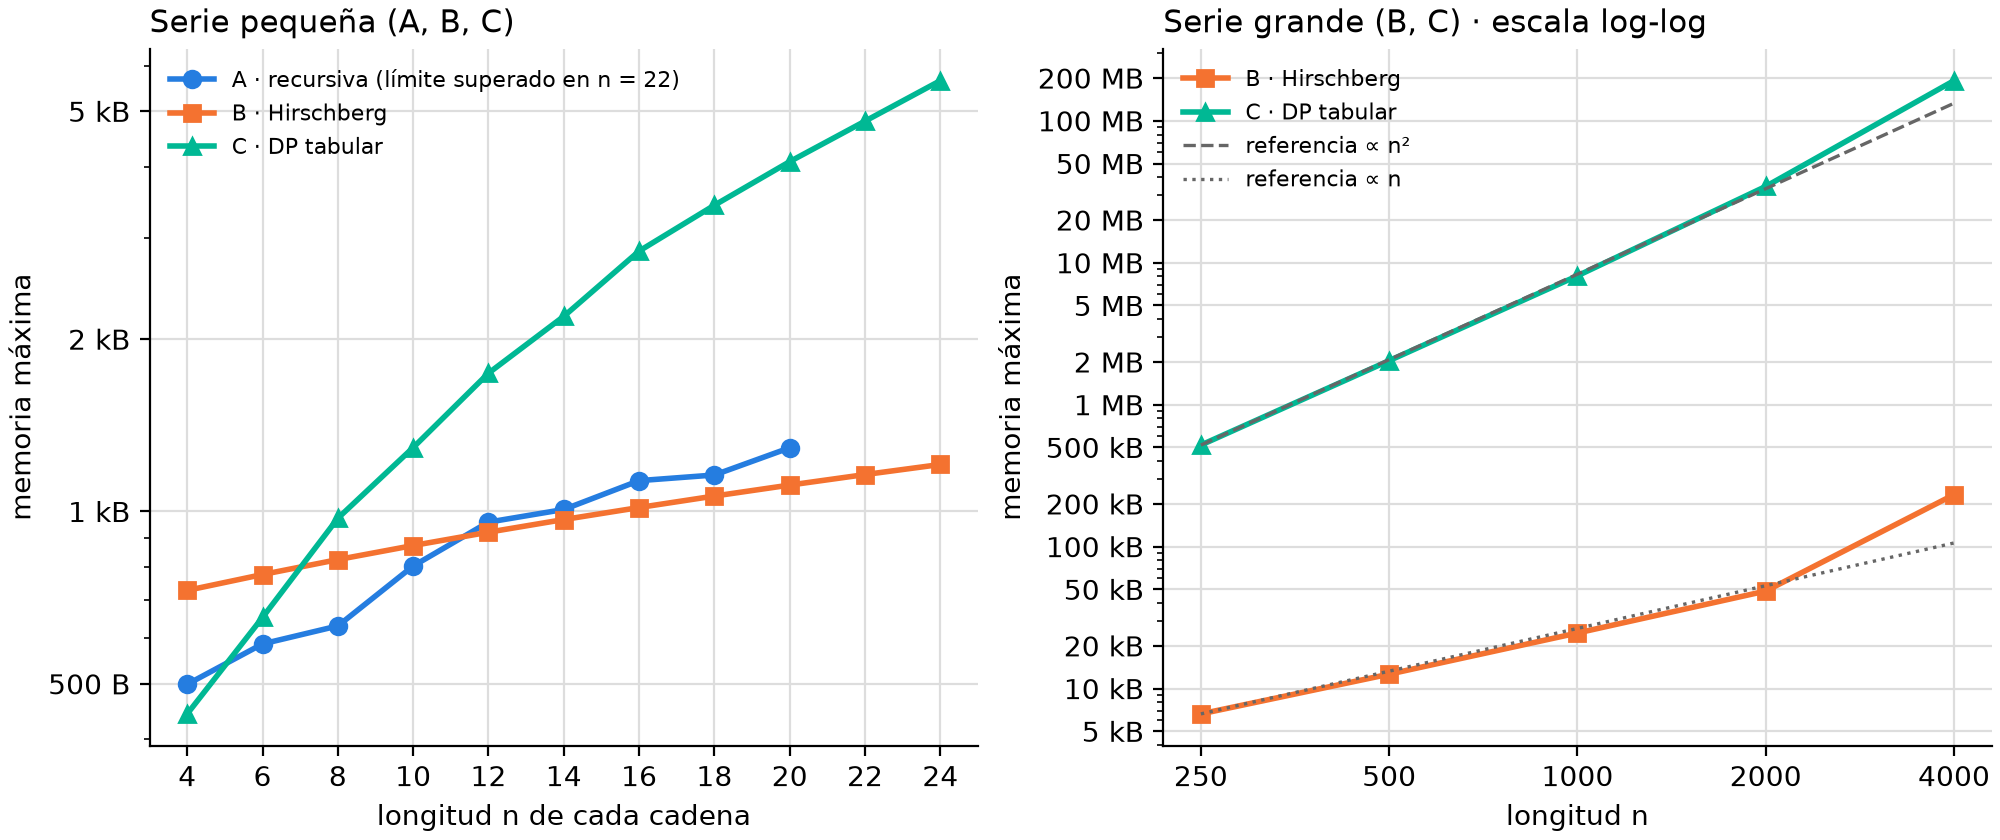 Serie pequeña (A, B, C)
A · recursiva (límite superado en n = 22)
B · Hirschberg
C · DP tabular
5 kB
2 kB
1 kB
500 B
memoria máxima
4 6 8 10 12 14 16 18 20 22 24
longitud n de cada cadena
Serie grande (B, C) · escala log-log
B · Hirschberg
C · DP tabular
referencia ∝ n²
referencia ∝ n
200 MB
100 MB
50 MB
20 MB
10 MB
5 MB
2 MB
1 MB
500 kB
200 kB
100 kB
50 kB
20 kB
10 kB
5 kB
memoria máxima
250 500 1000 2000 4000
longitud n